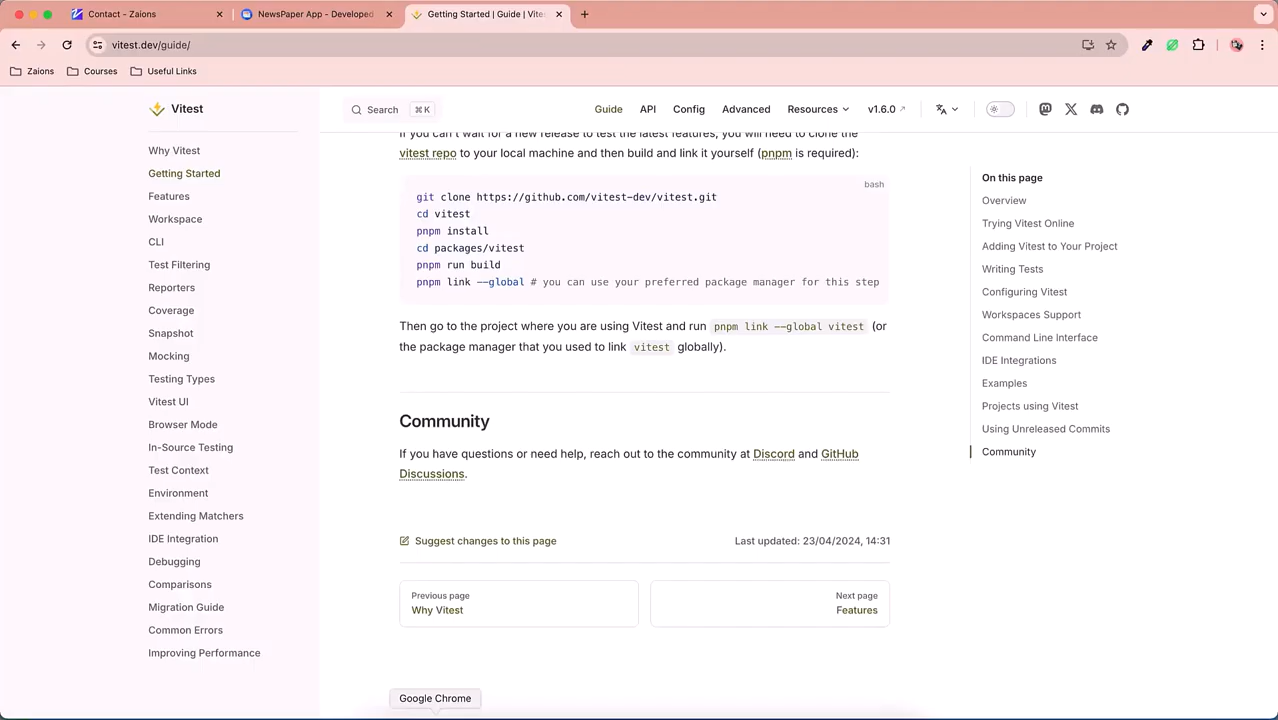 Contact - Zaions
NewsPaper App - Developed
Getting Started | Guide | Vites
vitest.dev/guide/
Zaions
Courses
Useful Links
Vitest
Search
⌘ K
Guide
API
Config
Advanced
Resources
v1.6.0
Why Vitest
Getting Started
Features
Workspace
CLI
Test Filtering
Reporters
Coverage
Snapshot
Mocking
Testing Types
Vitest UI
Browser Mode
In-Source Testing
Test Context
Environment
Extending Matchers
IDE Integration
Debugging
Comparisons
Migration Guide
Common Errors
Improving Performance
If you can't wait for a new release to test the latest features, you will need to clone the
vitest repo to your local machine and then build and link it yourself (pnpm is required):
bash
git clone https://github.com/vitest-dev/vitest.git
cd vitest
pnpm install
cd packages/vitest
pnpm run build
pnpm link --global # you can use your preferred package manager for this step
Then go to the project where you are using Vitest and run pnpm link --global vitest (or
the package manager that you used to link vitest globally).
Community
If you have questions or need help, reach out to the community at Discord and GitHub
Discussions.
Suggest changes to this page
Last updated: 23/04/2024, 14:31
Previous page
Why Vitest
Next page
Features
On this page
Overview
Trying Vitest Online
Adding Vitest to Your Project
Writing Tests
Configuring Vitest
Workspaces Support
Command Line Interface
IDE Integrations
Examples
Projects using Vitest
Using Unreleased Commits
Community
Google Chrome